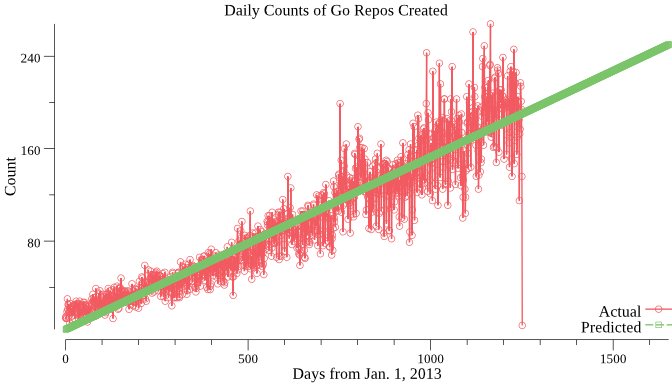 Daily Counts of Go Repos Created
240
160
80
Count
Actual
Predicted
0 500 1000 1500
Days from Jan. 1, 2013